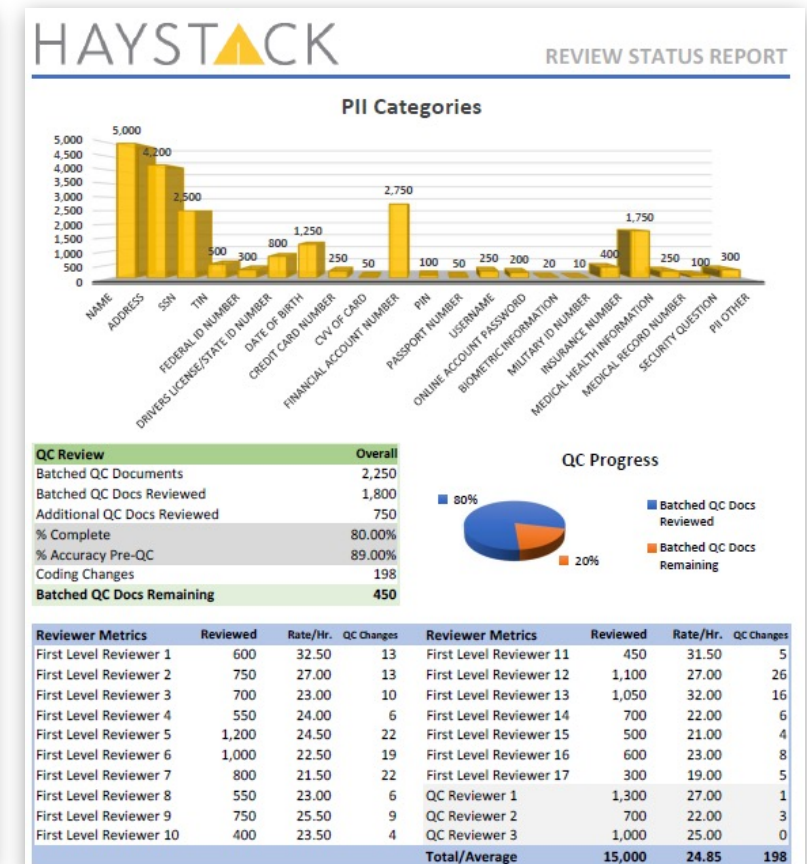 HAYSTACK
REVIEW STATUS REPORT
PII Categories
5,000
4,500
4,000
3,500
3,000
2,500
2,000
1,500
1,000
500
0
5,000
4,200
2,500
500
300
800
1,250
250
50
2,750
100
50
250
200
20
10
400
1,750
250
100
300
NAME
ADDRESS
SSN
TIN
FEDERAL ID NUMBER
DRIVERS LICENSE/STATE ID NUMBER
DATE OF BIRTH
CREDIT CARD NUMBER
CVV OF CARD
FINANCIAL ACCOUNT NUMBER
PIN
PASSPORT NUMBER
USERNAME
ONLINE ACCOUNT PASSWORD
BIOMETRIC INFORMATION
MILITARY ID NUMBER
INSURANCE NUMBER
MEDICAL HEALTH INFORMATION
MEDICAL RECORD NUMBER
SECURITY QUESTION
PII OTHER
QC Review Overall
Batched QC Documents 2,250
Batched QC Docs Reviewed 1,800
Additional QC Docs Reviewed 750
% Complete 80.00%
% Accuracy Pre-QC 89.00%
Coding Changes 198
Batched QC Docs Remaining 450
QC Progress
80%
20%
Batched QC Docs
Reviewed
Batched QC Docs
Remaining
Reviewer Metrics Reviewed Rate/Hr. QC Changes Reviewer Metrics Reviewed Rate/Hr. QC Changes
First Level Reviewer 1 600 32.50 13 First Level Reviewer 11 450 31.50 5
First Level Reviewer 2 750 27.00 13 First Level Reviewer 12 1,100 27.00 26
First Level Reviewer 3 700 23.00 10 First Level Reviewer 13 1,050 32.00 16
First Level Reviewer 4 550 24.00 6 First Level Reviewer 14 700 22.00 6
First Level Reviewer 5 1,200 24.50 22 First Level Reviewer 15 500 21.00 4
First Level Reviewer 6 1,000 22.50 19 First Level Reviewer 16 600 23.00 8
First Level Reviewer 7 800 21.50 22 First Level Reviewer 17 300 19.00 5
First Level Reviewer 8 550 23.00 6 QC Reviewer 1 1,300 27.00 1
First Level Reviewer 9 750 25.50 9 QC Reviewer 2 700 22.00 3
First Level Reviewer 10 400 23.50 4 QC Reviewer 3 1,000 25.00 0
Total/Average 15,000 24.85 198